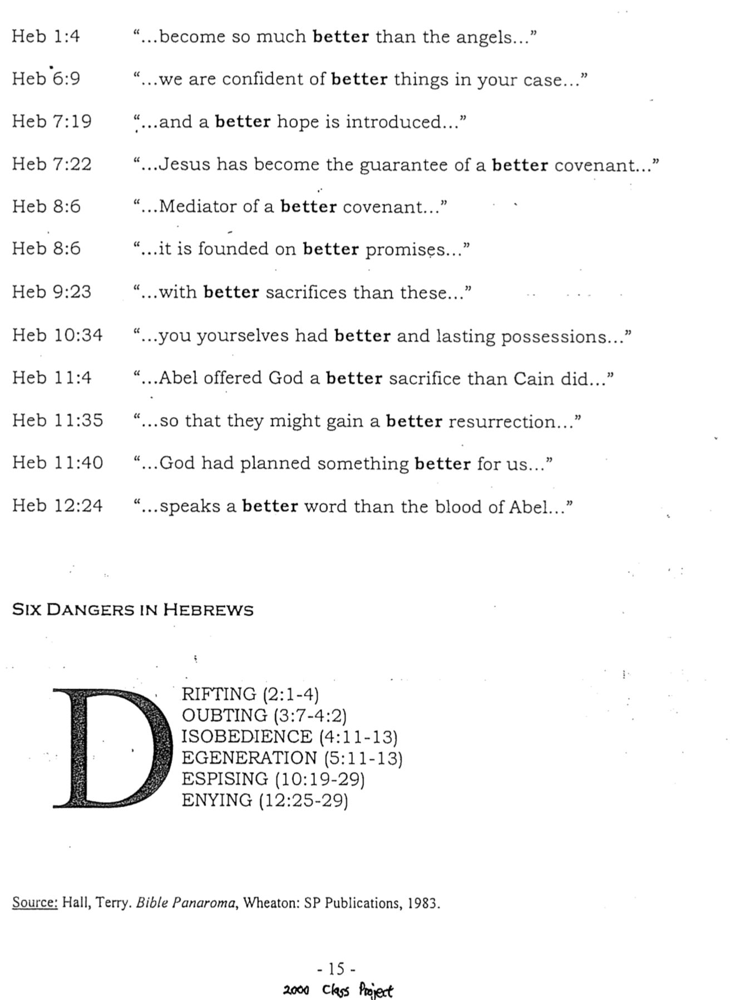 Heb 1:4 “...become so much better than the angels...”
Heb 6:9 “...we are confident of better things in your case...”
Heb 7:19 “...and a better hope is introduced...”
Heb 7:22 “...Jesus has become the guarantee of a better covenant...”
Heb 8:6 “...Mediator of a better covenant...”
Heb 8:6 “...it is founded on better promises...”
Heb 9:23 “...with better sacrifices than these...”
Heb 10:34 “...you yourselves had better and lasting possessions...”
Heb 11:4 “...Abel offered God a better sacrifice than Cain did...”
Heb 11:35 “...so that they might gain a better resurrection...”
Heb 11:40 “...God had planned something better for us...”
Heb 12:24 “...speaks a better word than the blood of Abel...”
SIX DANGERS IN HEBREWS
D
RIFTING (2:1-4)
OUBTING (3:7-4:2)
ISOBEDIENCE (4:11-13)
EGENERATION (5:11-13)
ESPISING (10:19-29)
ENYING (12:25-29)
Source: Hall, Terry. Bible Panaroma, Wheaton: SP Publications, 1983.
- 15 -
2000 Class Project